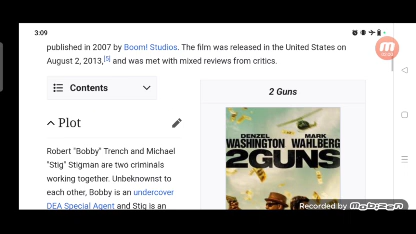 3:09
published in 2007 by Boom! Studios. The film was released in the United States on
August 2, 2013,[5] and was met with mixed reviews from critics.
Contents
2 Guns
Plot
DENZEL WASHINGTON
MARK WAHLBERG
2GUNS
Robert "Bobby" Trench and Michael
"Stig" Stigman are two criminals
working together. Unbeknownst to
each other, Bobby is an undercover
DEA Special Agent and Stig is an
Recorded by mobizen